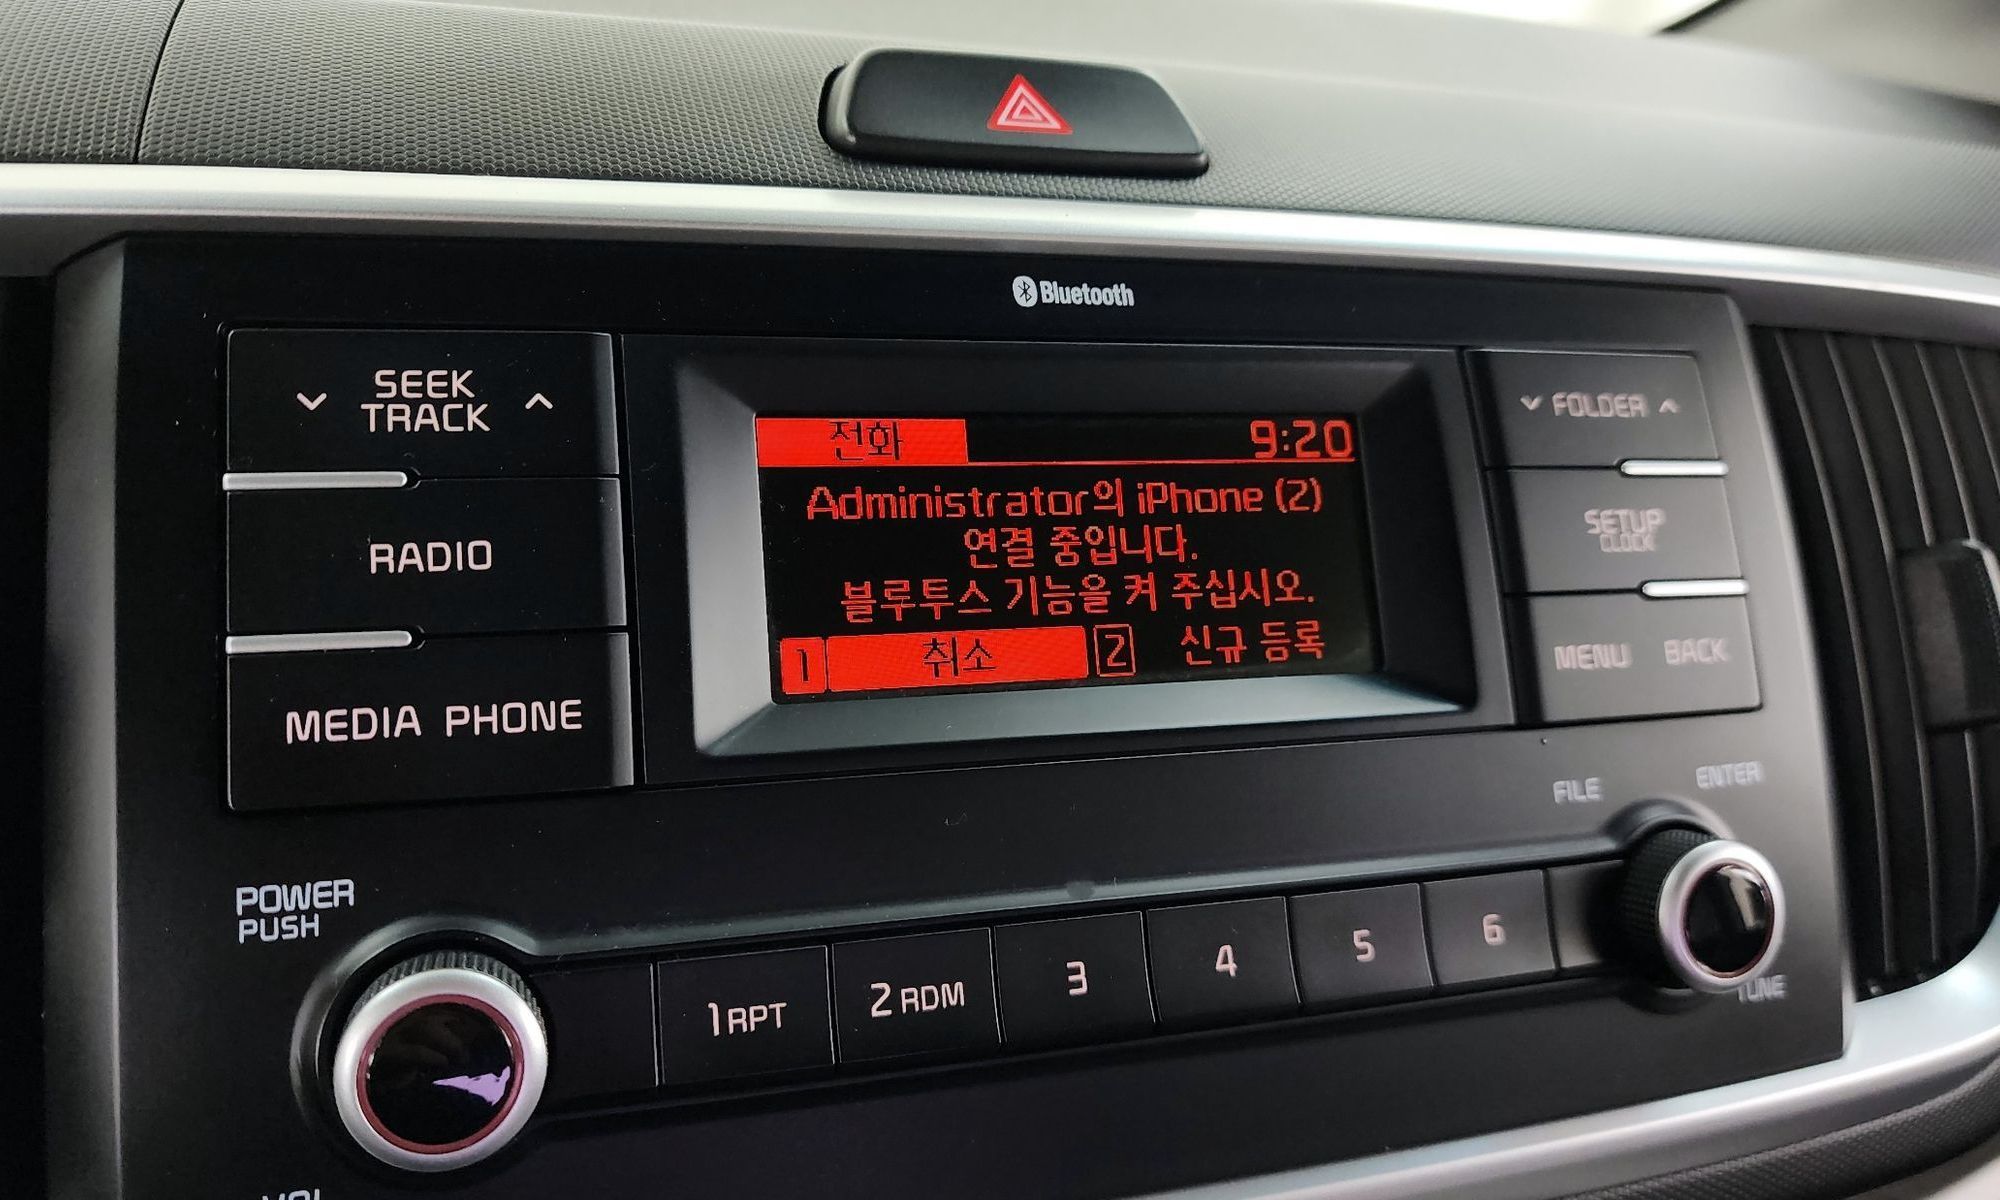 Bluetooth
SEEK
TRACK
RADIO
MEDIA PHONE
전화 9:20
Administrator의 iPhone (2)
연결 중입니다.
블루투스 기능을 켜 주십시오.
1 취소 2 신규 등록
FOLDER
SETUP
CLOCK
MENU BACK
FILE
ENTER
POWER
PUSH
1 RPT
2 RDM
3
4
5
6
TUNE
VOL